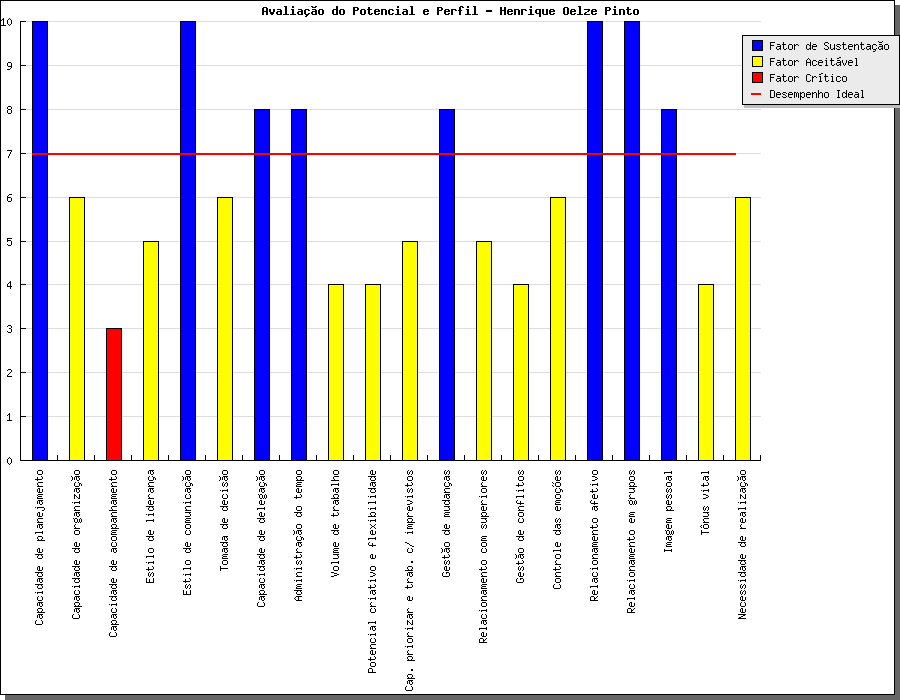 Avaliação do Potencial e Perfil - Henrique Oelze Pinto
Fator de Sustentação
Fator Aceitável
Fator Crítico
Desempenho Ideal
10
9
8
7
6
5
4
3
2
1
0
Capacidade de planejamento
Capacidade de organização
Capacidade de acompanhamento
Estilo de liderança
Estilo de comunicação
Tomada de decisão
Capacidade de delegação
Administração do tempo
Volume de trabalho
Potencial criativo e flexibilidade
Cap. priorizar e trab. c/ imprevistos
Gestão de mudanças
Relacionamento com superiores
Gestão de conflitos
Controle das emoções
Relacionamento afetivo
Relacionamento em grupos
Imagem pessoal
Tônus vital
Necessidade de realização